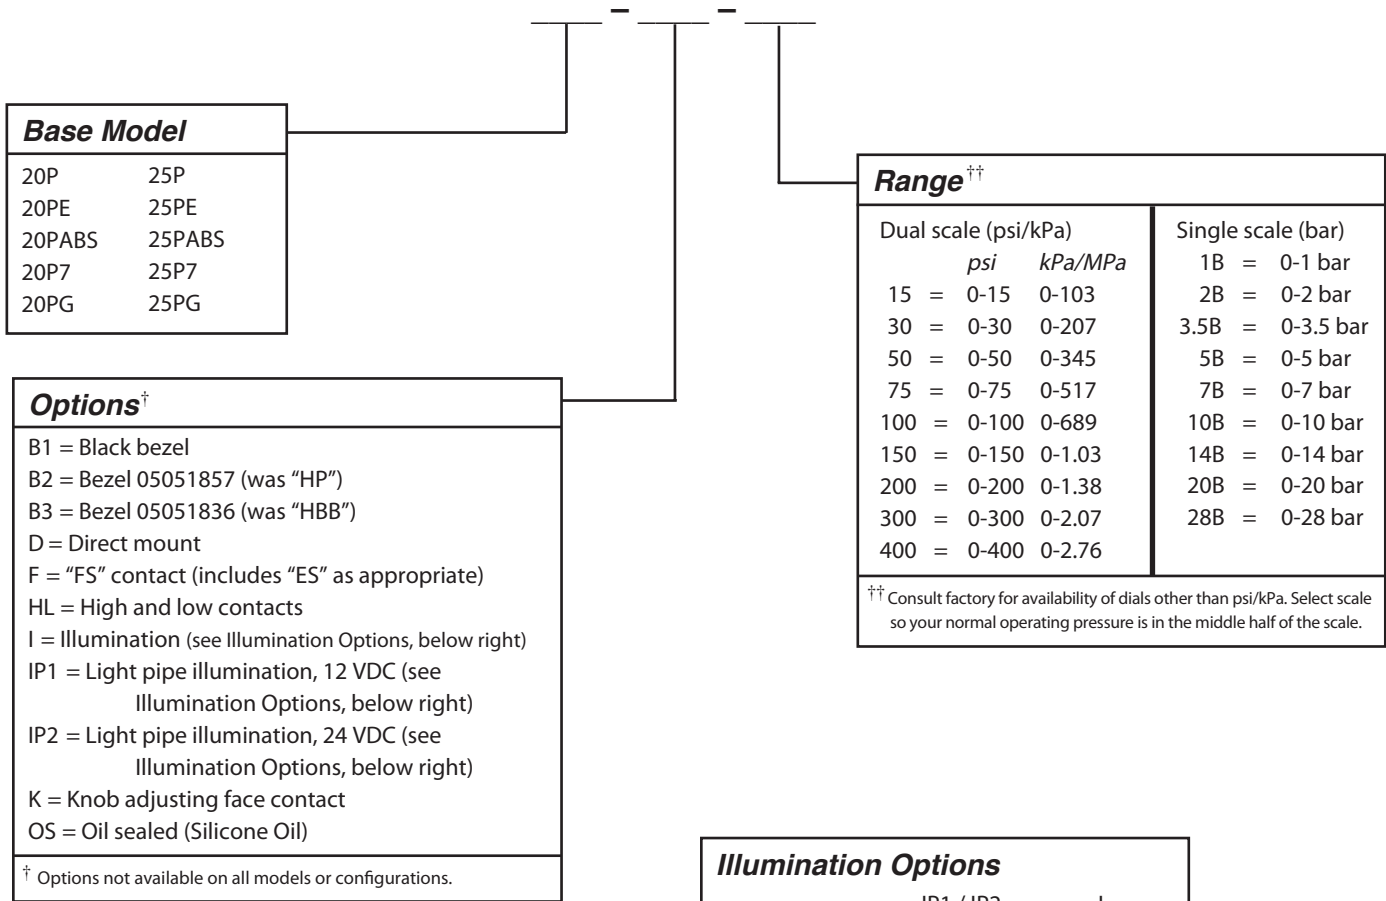 ____ – ____ – ____
Base Model
20P 25P
20PE 25PE
20PABS 25PABS
20P7 25P7
20PG 25PG
Options†
B1 = Black bezel
B2 = Bezel 05051857 (was “HP”)
B3 = Bezel 05051836 (was “HBB”)
D = Direct mount
F = “FS” contact (includes “ES” as appropriate)
HL = High and low contacts
I = Illumination (see Illumination Options, below right)
IP1 = Light pipe illumination, 12 VDC (see
Illumination Options, below right)
IP2 = Light pipe illumination, 24 VDC (see
Illumination Options, below right)
K = Knob adjusting face contact
OS = Oil sealed (Silicone Oil)
† Options not available on all models or configurations.
Range††
Dual scale (psi/kPa)
psi kPa/MPa
15 = 0-15 0-103
30 = 0-30 0-207
50 = 0-50 0-345
75 = 0-75 0-517
100 = 0-100 0-689
150 = 0-150 0-1.03
200 = 0-200 0-1.38
300 = 0-300 0-2.07
400 = 0-400 0-2.76
Single scale (bar)
1B = 0-1 bar
2B = 0-2 bar
3.5B = 0-3.5 bar
5B = 0-5 bar
7B = 0-7 bar
10B = 0-10 bar
14B = 0-14 bar
20B = 0-20 bar
28B = 0-28 bar
†† Consult factory for availability of dials other than psi/kPa. Select scale
so your normal operating pressure is in the middle half of the scale.
Illumination Options
IP1 / IP2